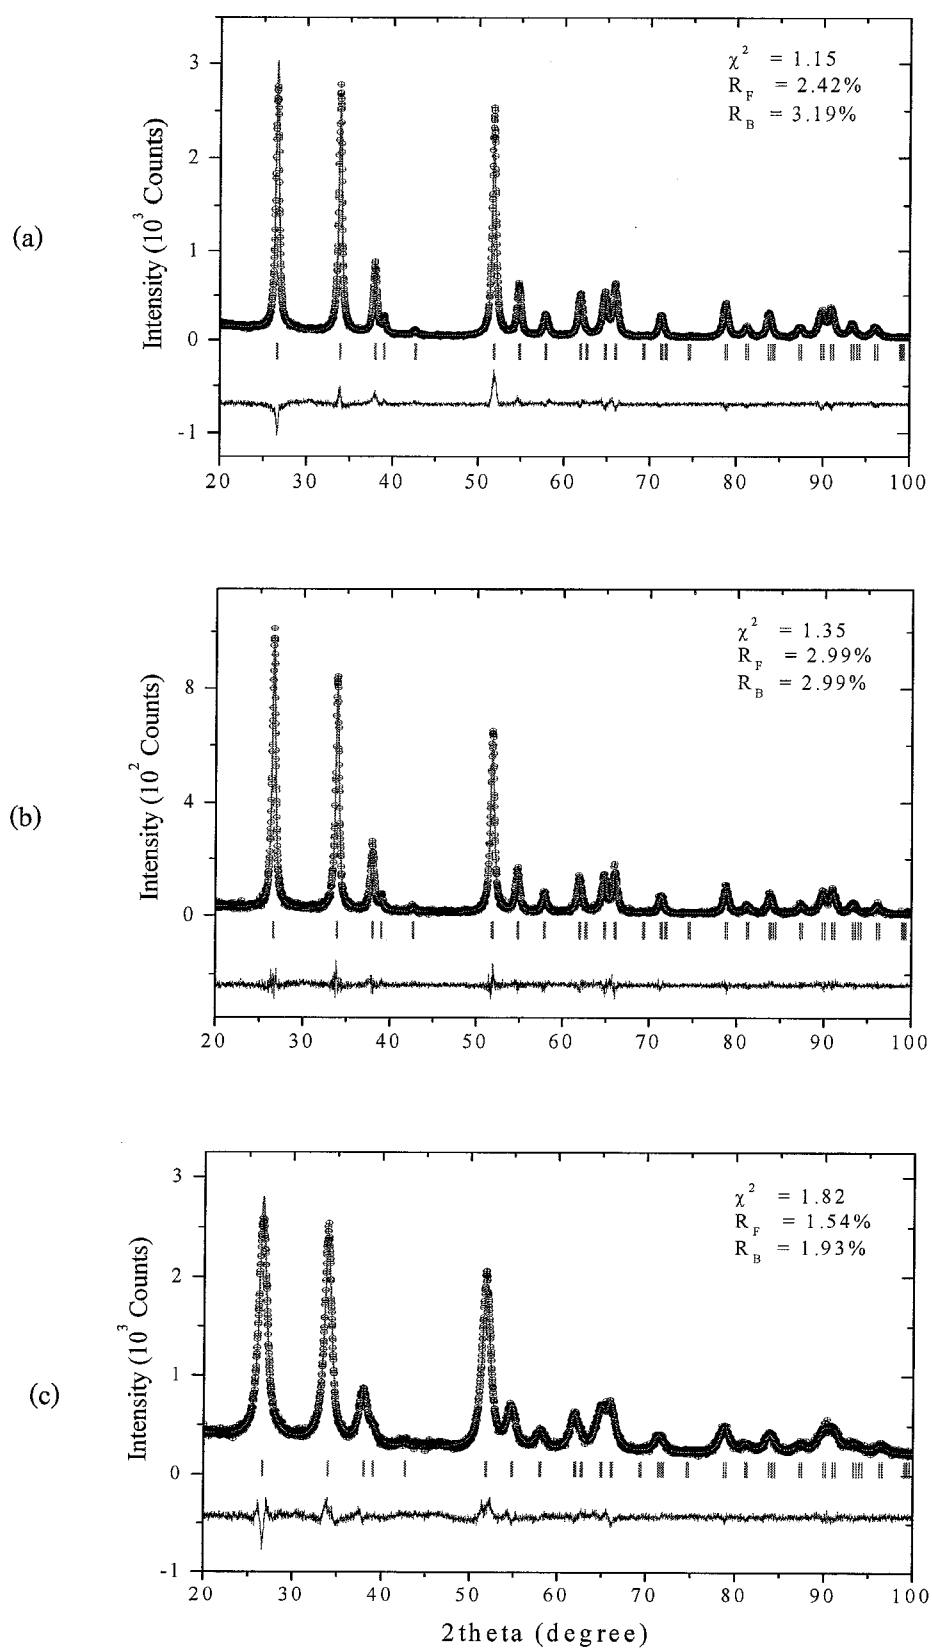 (a)
Intensity (10³ Counts)
3
2
1
0
-1
χ² = 1.15
R_F = 2.42%
R_B = 3.19%
20 30 40 50 60 70 80 90 100
(b)
Intensity (10² Counts)
8
4
0
χ² = 1.35
R_F = 2.99%
R_B = 2.99%
20 30 40 50 60 70 80 90 100
(c)
Intensity (10³ Counts)
3
2
1
0
-1
χ² = 1.82
R_F = 1.54%
R_B = 1.93%
20 30 40 50 60 70 80 90 100
2theta (degree)